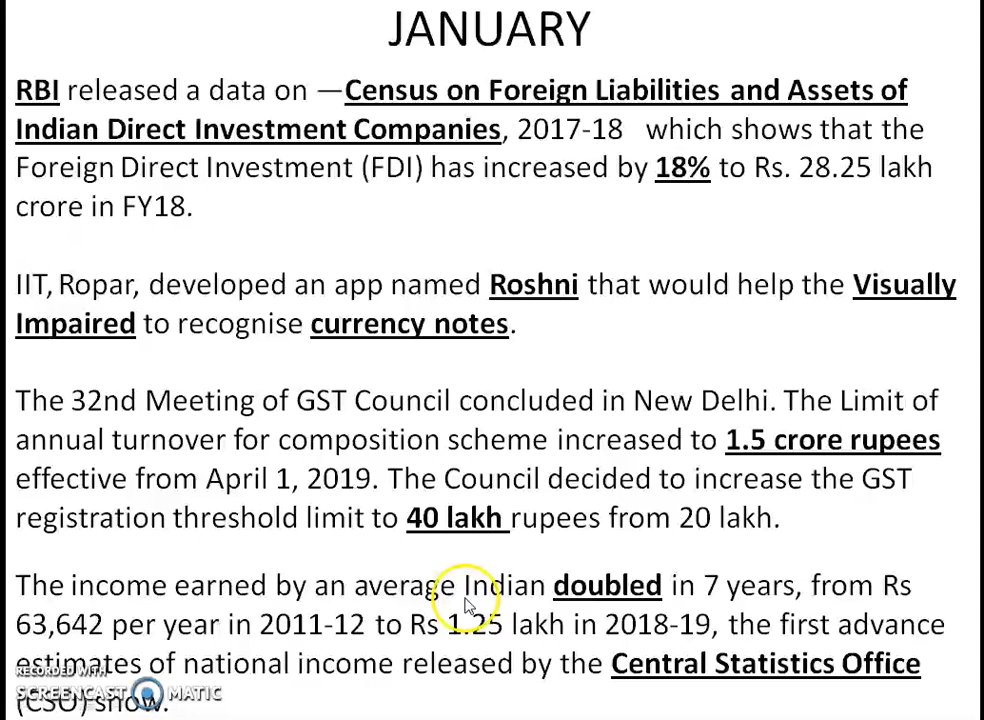 JANUARY
RBI released a data on —Census on Foreign Liabilities and Assets of
Indian Direct Investment Companies, 2017-18 which shows that the
Foreign Direct Investment (FDI) has increased by 18% to Rs. 28.25 lakh
crore in FY18.
IIT, Ropar, developed an app named Roshni that would help the Visually
Impaired to recognise currency notes.
The 32nd Meeting of GST Council concluded in New Delhi. The Limit of
annual turnover for composition scheme increased to 1.5 crore rupees
effective from April 1, 2019. The Council decided to increase the GST
registration threshold limit to 40 lakh rupees from 20 lakh.
The income earned by an average Indian doubled in 7 years, from Rs
63,642 per year in 2011-12 to Rs 1.25 lakh in 2018-19, the first advance
estimates of national income released by the Central Statistics Office
(CSO) show.
RECORDED WITH
SCREENCAST MATIC